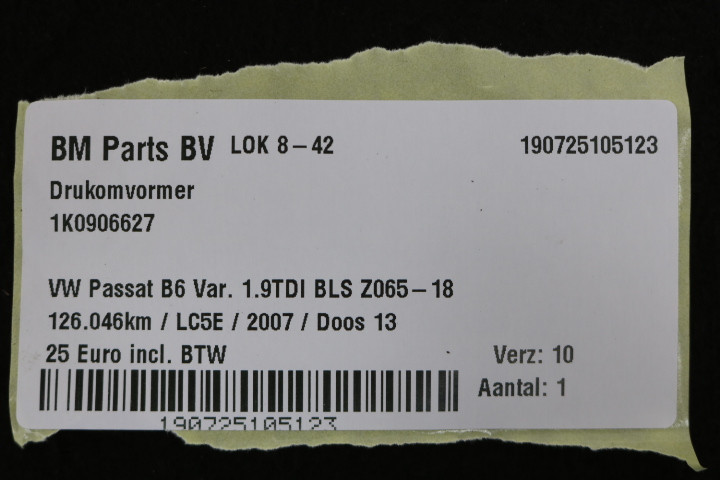 BM Parts BV LOK 8-42 190725105123
Drukomvormer
1K0906627
VW Passat B6 Var. 1.9TDI BLS Z065-18
126.046km / LC5E / 2007 / Doos 13
25 Euro incl. BTW Verz: 10
Aantal: 1
190725105123